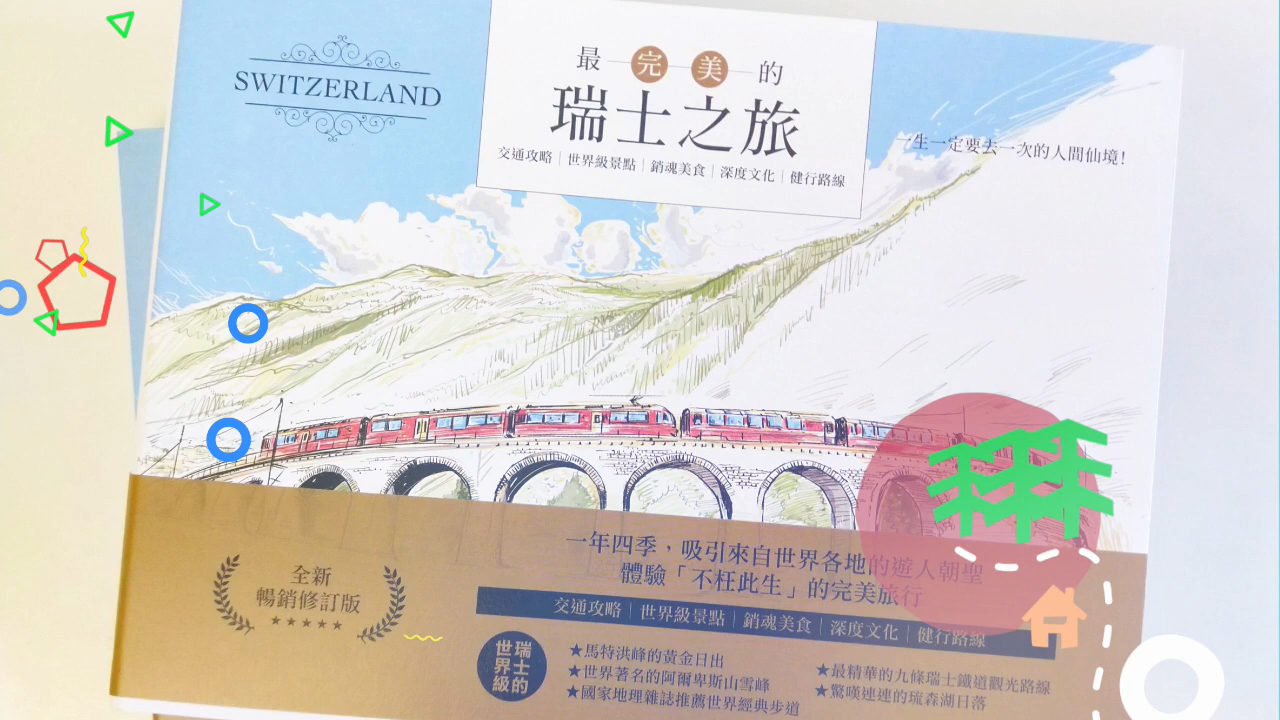 SWITZERLAND
最完美的
瑞士之旅
交通攻略｜世界級景點｜銷魂美食｜深度文化｜健行路線
一生一定要去一次的人間仙境！
一年四季，吸引來自世界各地的遊人朝聖
體驗「不枉此生」的完美旅行
全新
暢銷修訂版
★★★★★
交通攻略｜世界級景點｜銷魂美食｜深度文化｜健行路線
瑞士的
世界級
★馬特洪峰的黃金日出
★世界著名的阿爾卑斯山雪峰
★國家地理雜誌推薦世界經典步道
★最精華的九條瑞士鐵道觀光路線
★驚嘆連連的琉森湖日落